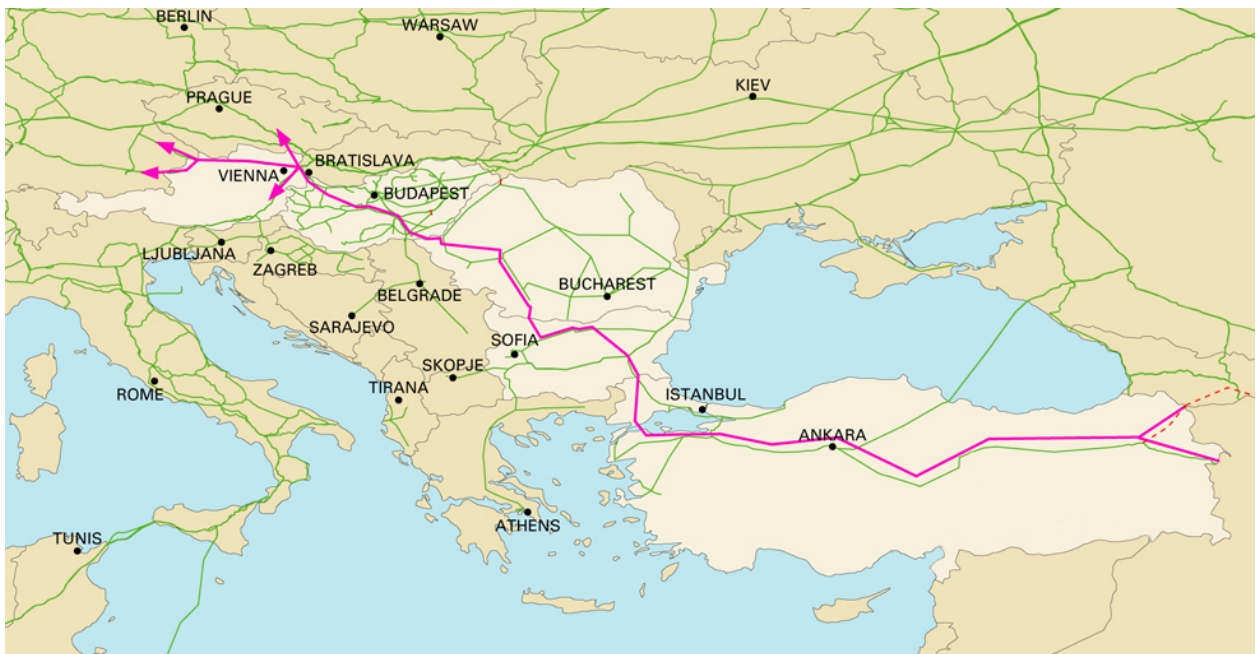 BERLIN
WARSAW
PRAGUE
KIEV
VIENNA
BRATISLAVA
BUDAPEST
LJUBLJANA
ZAGREB
BELGRADE
BUCHAREST
SARAJEVO
SOFIA
SKOPJE
TIRANA
ROME
ISTANBUL
ANKARA
ATHENS
TUNIS